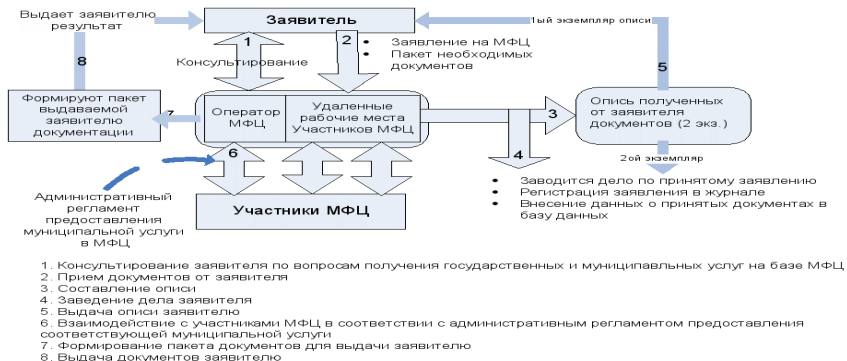 Выдает заявителю
результат
Заявитель
1ый экземпляр описи
1
2
• Заявление на МФЦ
• Пакет необходимых
документов
Консультирование
8
5
Формируют пакет
выдаваемой
заявителю
документации
7
Оператор
МФЦ
Удаленные
рабочие места
Участников МФЦ
3
Опись полученных
от заявителя
документов (2 экз.)
6
4
2ой экземпляр
• Заводится дело по принятому заявлению
• Регистрация заявления в журнале
• Внесение данных о принятых документах в
базу данных
Административный
регламент
предоставления
муниципальной услуги
в МФЦ
Участники МФЦ
1. Консультирование заявителя по вопросам получения государственных и муниципавльных услуг на базе МФЦ
2. Прием документов от заявителя
3. Составление описи
4. Заведение дела заявителя
5. Выдача описи заявителю
6. Взаимодействие с участниками МФЦ в соответствии с административным регламентом предоставления
соответствующей муниципальной услуги
7. Формирование пакета документов для выдачи заявителю
8. Выдача документов заявителю